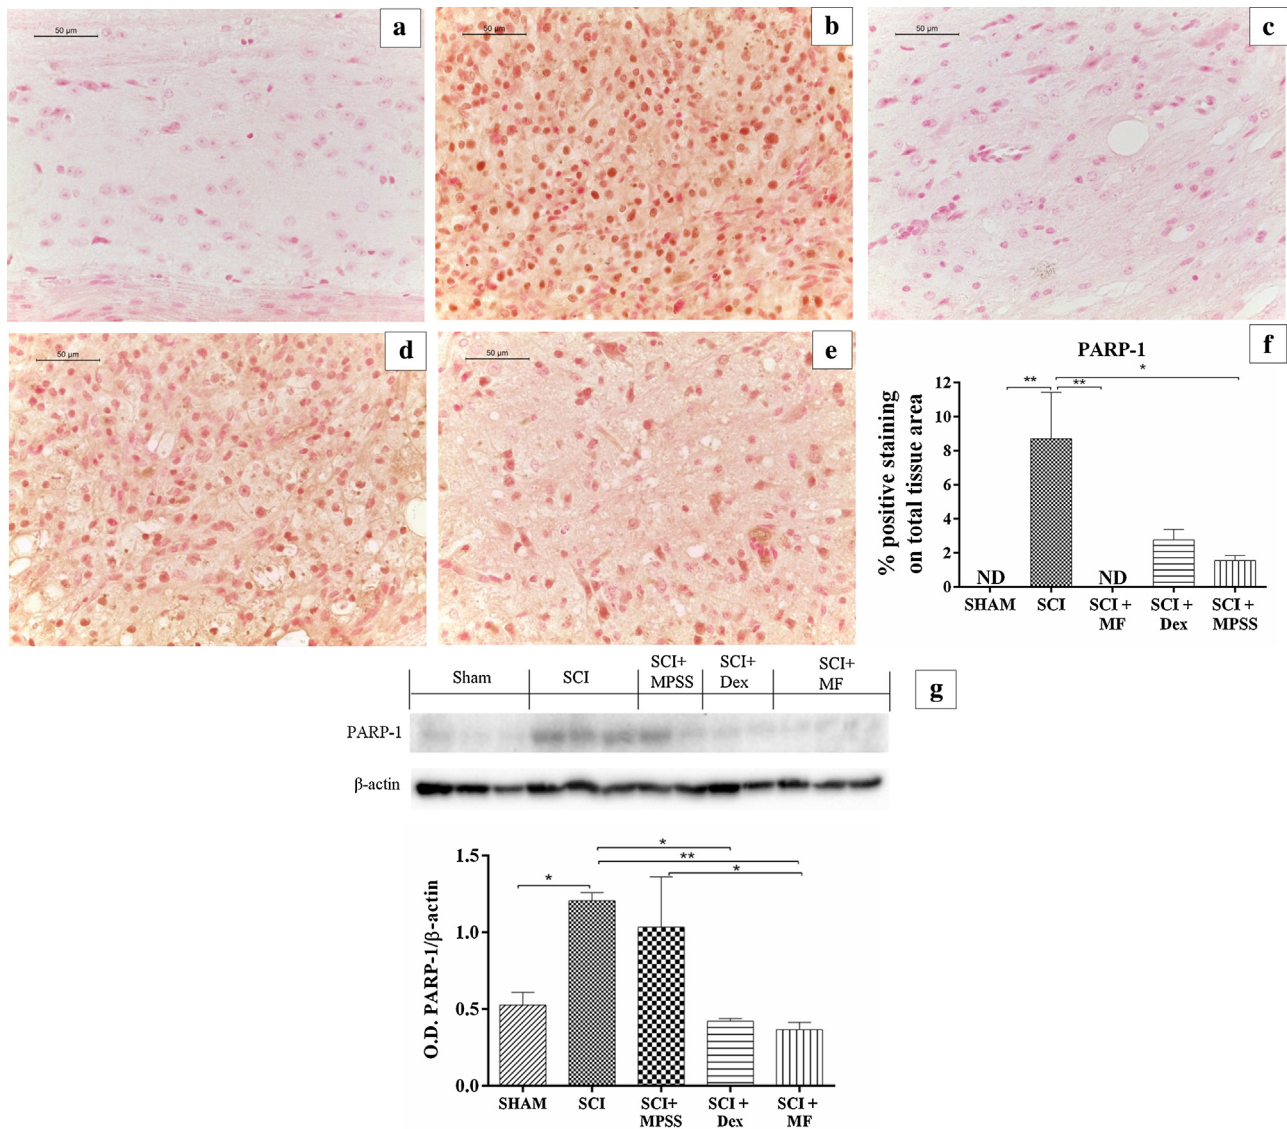 50 µm
a
50 µm
b
50 µm
c
50 µm
d
50 µm
e
f
PARP-1
*
**
**
% positive staining
on total tissue area
12
10
8
6
4
2
0
ND
ND
SHAM
SCI
SCI +
MF
SCI +
Dex
SCI +
MPSS
Sham
SCI
SCI+
MPSS
SCI+
Dex
SCI+
MF
g
PARP-1
β-actin
O.D. PARP-1/β-actin
1.5
1.0
0.5
0.0
*
**
*
*
SHAM
SCI
SCI+
MPSS
SCI +
Dex
SCI +
MF